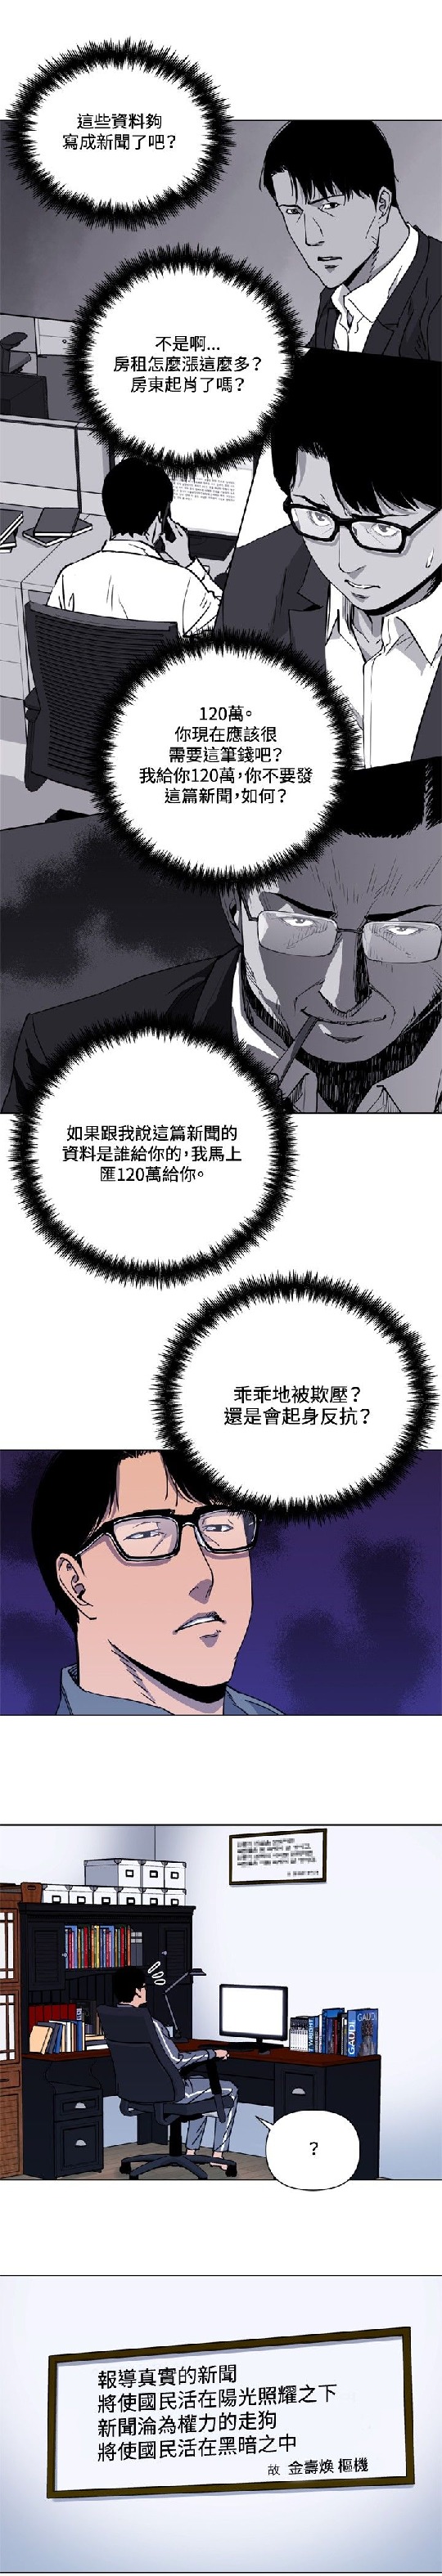 這些資料夠
寫成新聞了吧？
不是啊...
房租怎麼漲這麼多？
房東起肖了嗎？
120萬。
你現在應該很
需要這筆錢吧？
我給你120萬，你不要發
這篇新聞，如何？
如果跟我說這篇新聞的
資料是誰給你的，我馬上
匯120萬給你。
乖乖地被欺壓？
還是會起身反抗？
GAUDI
？
報導真實的新聞
將使國民活在陽光照耀之下
新聞淪為權力的走狗
將使國民活在黑暗之中
故 金壽煥 樞機